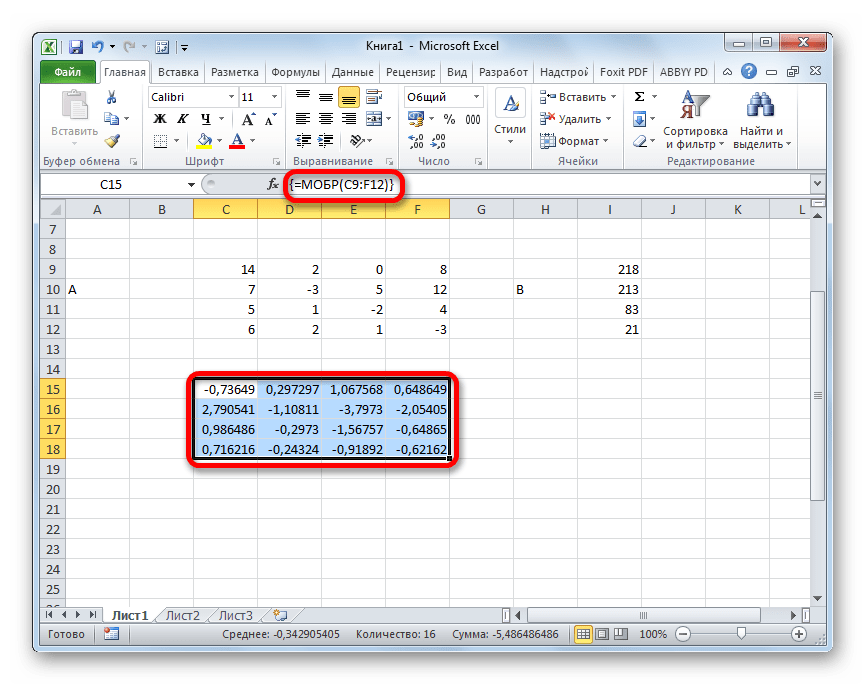 Книга1 - Microsoft Excel
Файл Главная Вставка Разметка Формулы Данные Рецензир Вид Разработ Надстрой Foxit PDF ABBYY PD
Вставить
Calibri 11
Общий
Стили
Вставить
Удалить
Формат
Сортировка и фильтр
Найти и выделить
Ж К Ч А А
% 000
Буфер обмена Шрифт Выравнивание Число Ячейки Редактирование
C15 fx {=МОБР(C9:F12)}
A B C D E F G H I J K L
7
8
9 14 2 0 8 218
10 A 7 -3 5 12 B 213
11 5 1 -2 4 83
12 6 2 1 -3 21
13
14
15 -0,73649 0,297297 1,067568 0,648649
16 2,790541 -1,10811 -3,7973 -2,05405
17 0,986486 -0,2973 -1,56757 -0,64865
18 0,716216 -0,24324 -0,91892 -0,62162
19
20
21
22
23
24
25
Лист1 Лист2 Лист3
Готово Среднее: -0,342905405 Количество: 16 Сумма: -5,486486486 100%